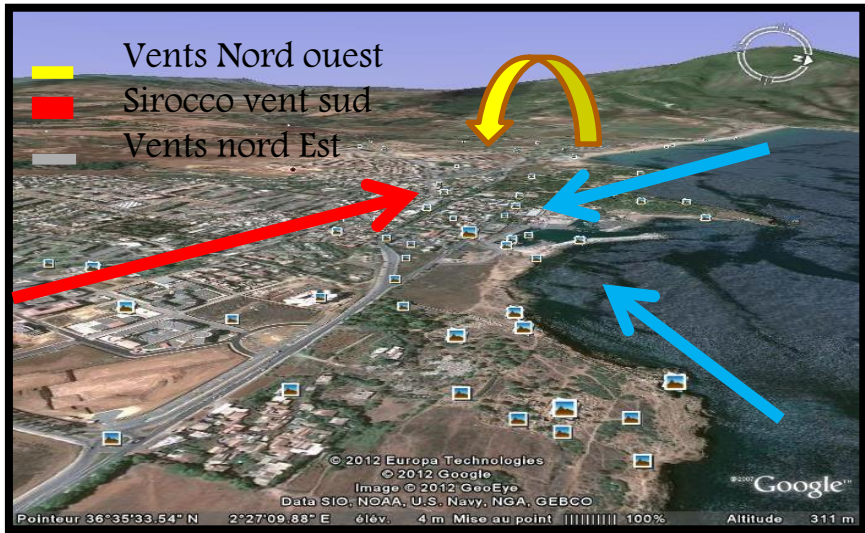 Vents Nord ouest
Sirocco vent sud
Vents nord Est
N
© 2012 Europa Technologies
© 2012 Google
Image © 2012 GeoEye
Data SIO, NOAA, U.S. Navy, NGA, GEBCO
©2007 Google™
Pointeur 36°35'33.54" N 2°27'09.88" E élév. 4 m Mise au point |||||||||| 100% Altitude 311 m